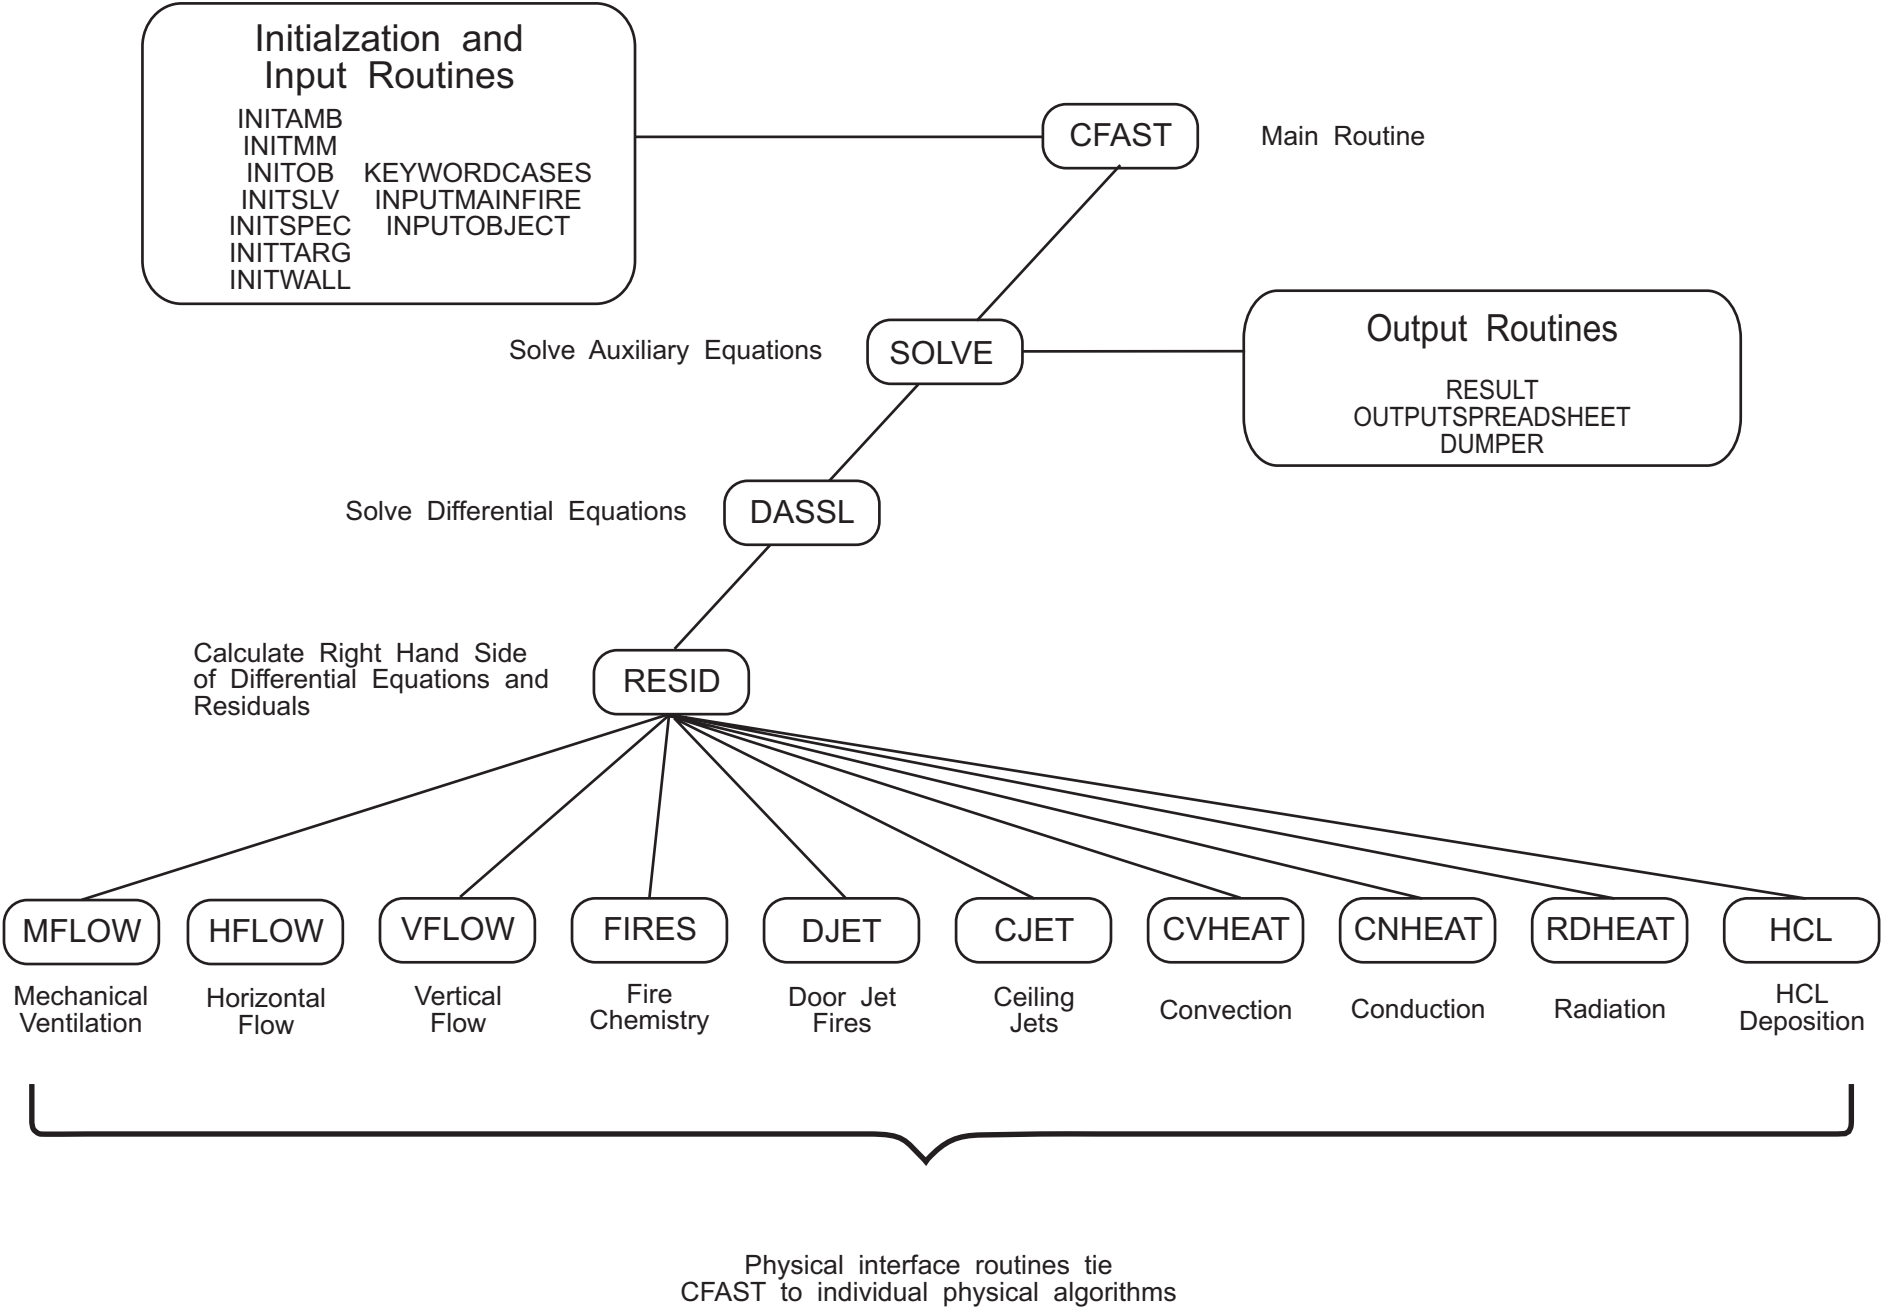 Initialzation and
Input Routines
INITAMB
INITMM
INITOB KEYWORDCASES
INITSLV INPUTMAINFIRE
INITSPEC INPUTOBJECT
INITTARG
INITWALL
CFAST
Main Routine
Solve Auxiliary Equations
SOLVE
Output Routines
RESULT
OUTPUTSPREADSHEET
DUMPER
Solve Differential Equations
DASSL
Calculate Right Hand Side
of Differential Equations and
Residuals
RESID
MFLOW
Mechanical
Ventilation
HFLOW
Horizontal
Flow
VFLOW
Vertical
Flow
FIRES
Fire
Chemistry
DJET
Door Jet
Fires
CJET
Ceiling
Jets
CVHEAT
Convection
CNHEAT
Conduction
RDHEAT
Radiation
HCL
HCL
Deposition
Physical interface routines tie
CFAST to individual physical algorithms